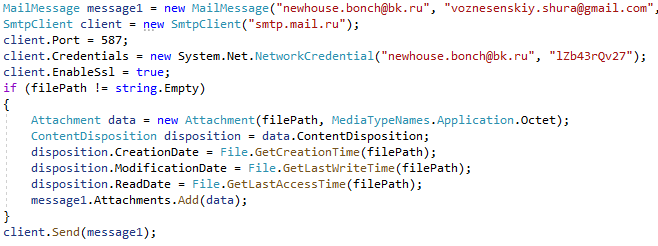 MailMessage message1 = new MailMessage("newhouse.bonch@bk.ru", "voznesenskiy.shura@gmail.com",
SmtpClient client = new SmtpClient("smtp.mail.ru");
client.Port = 587;
client.Credentials = new System.Net.NetworkCredential("newhouse.bonch@bk.ru", "lZb43rQv27");
client.EnableSsl = true;
if (filePath != string.Empty)
{
    Attachment data = new Attachment(filePath, MediaTypeNames.Application.Octet);
    ContentDisposition disposition = data.ContentDisposition;
    disposition.CreationDate = File.GetCreationTime(filePath);
    disposition.ModificationDate = File.GetLastWriteTime(filePath);
    disposition.ReadDate = File.GetLastAccessTime(filePath);
    message1.Attachments.Add(data);
}
client.Send(message1);